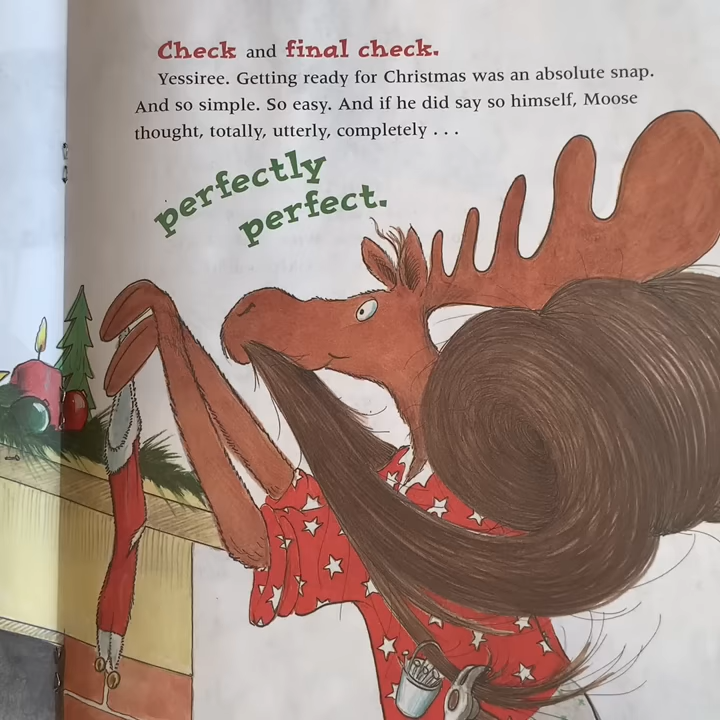 Check and final check.
Yessiree. Getting ready for Christmas was an absolute snap.
And so simple. So easy. And if he did say so himself, Moose
thought, totally, utterly, completely . . .
perfectly
perfect.